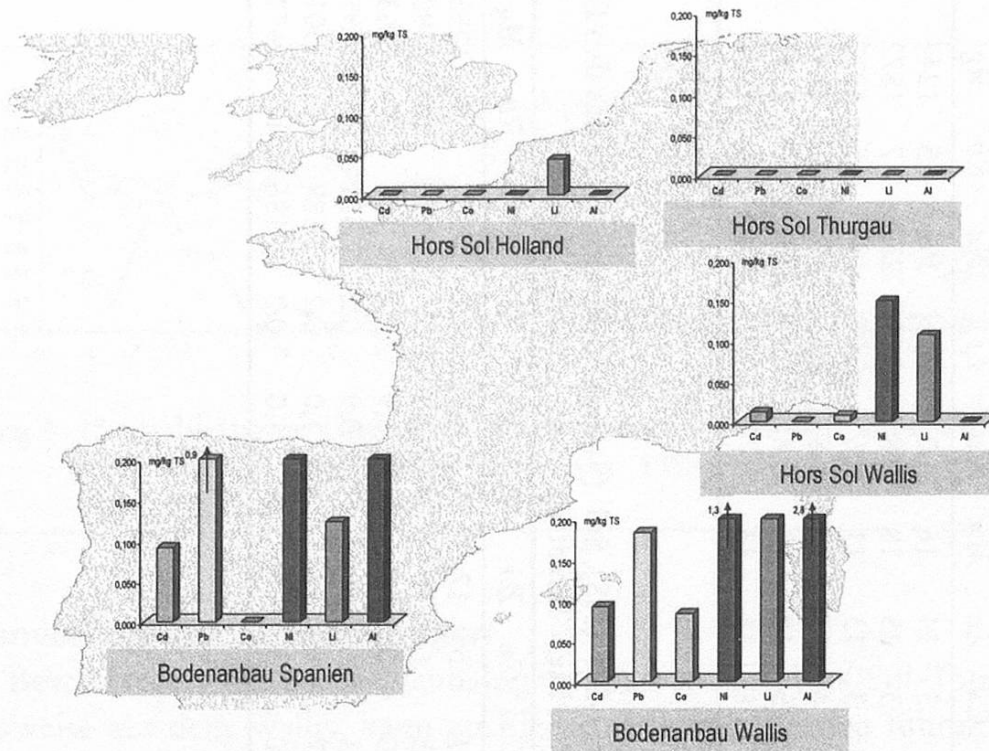 mg/kg TS
0,200
0,150
0,100
0,050
0,000
Cd Pb Co Ni Li Al
Hors Sol Holland
mg/kg TS
0,200
0,150
0,100
0,050
0,000
Cd Pb Co Ni Li Al
Hors Sol Thurgau
mg/kg TS
0,200
0,150
0,100
0,050
0,000
Cd Pb Co Ni Li Al
Hors Sol Wallis
mg/kg TS 0,9
0,200
0,150
0,100
0,050
0,000
Cd Pb Co Ni Li Al
Bodenanbau Spanien
mg/kg TS 1,3 2,8
0,200
0,150
0,100
0,050
0,000
Cd Pb Co Ni Li Al
Bodenanbau Wallis